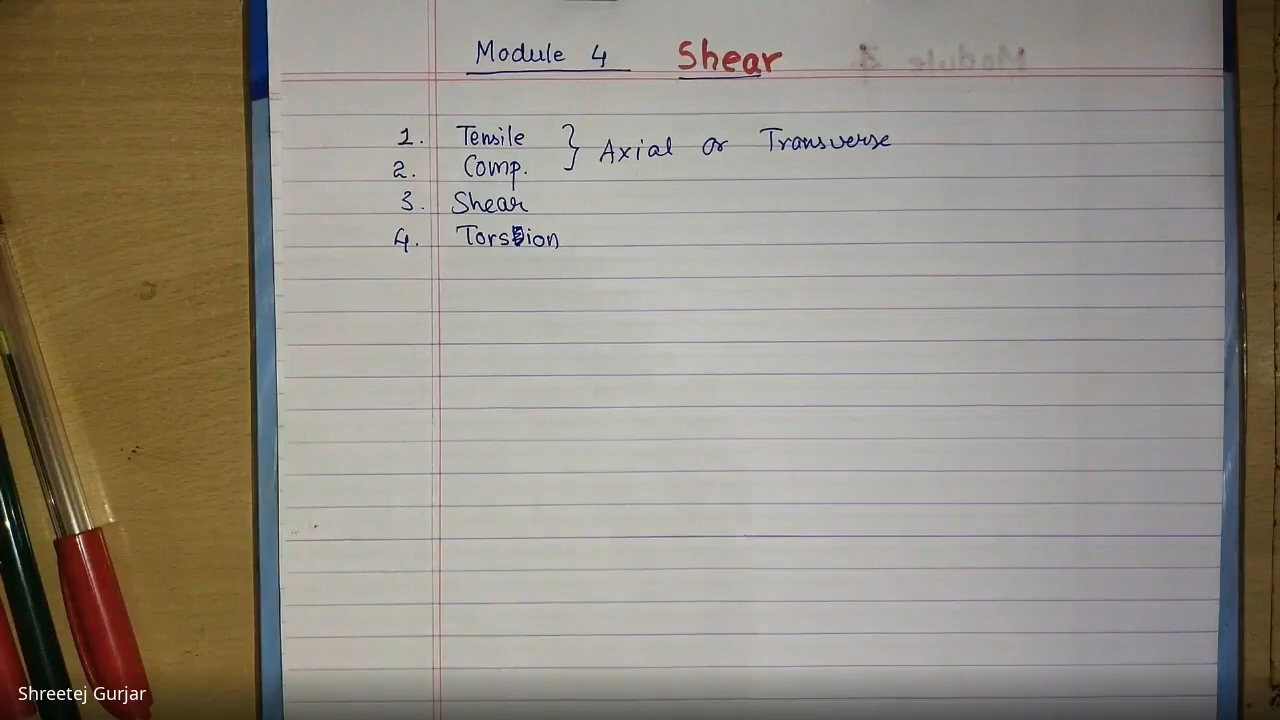 Module 4 Shear
1. Tensile } Axial or Transverse
2. Comp.
3. Shear
4. Torsion
Shreetej Gurjar